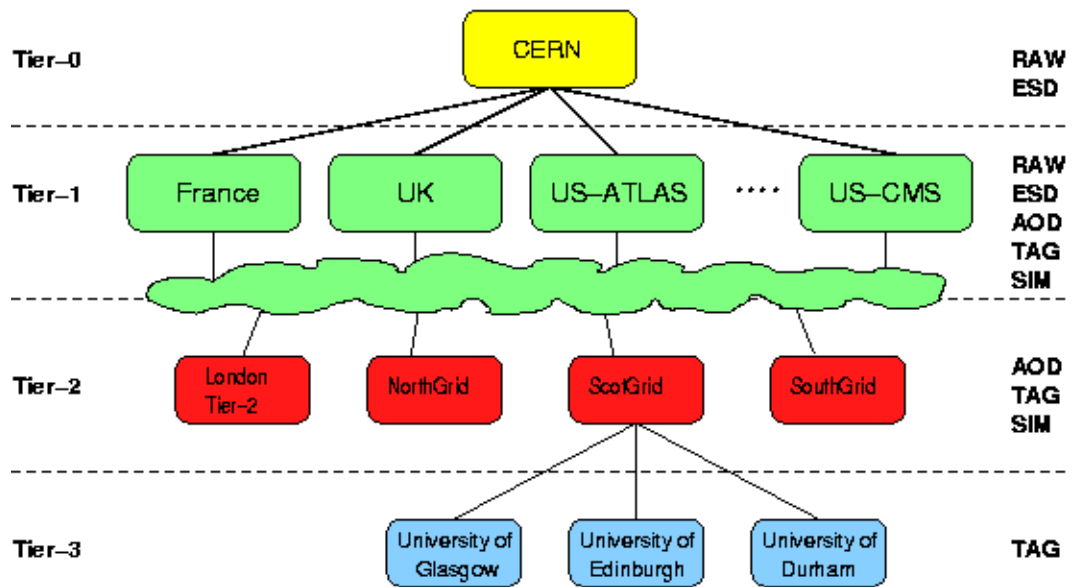 CERN
Tier–0
RAW
ESD
France
UK
US–ATLAS
....
US–CMS
Tier–1
RAW
ESD
AOD
TAG
SIM
London
Tier–2
NorthGrid
ScotGrid
SouthGrid
Tier–2
AOD
TAG
SIM
University of
Glasgow
University of
Edinburgh
University of
Durham
Tier–3
TAG